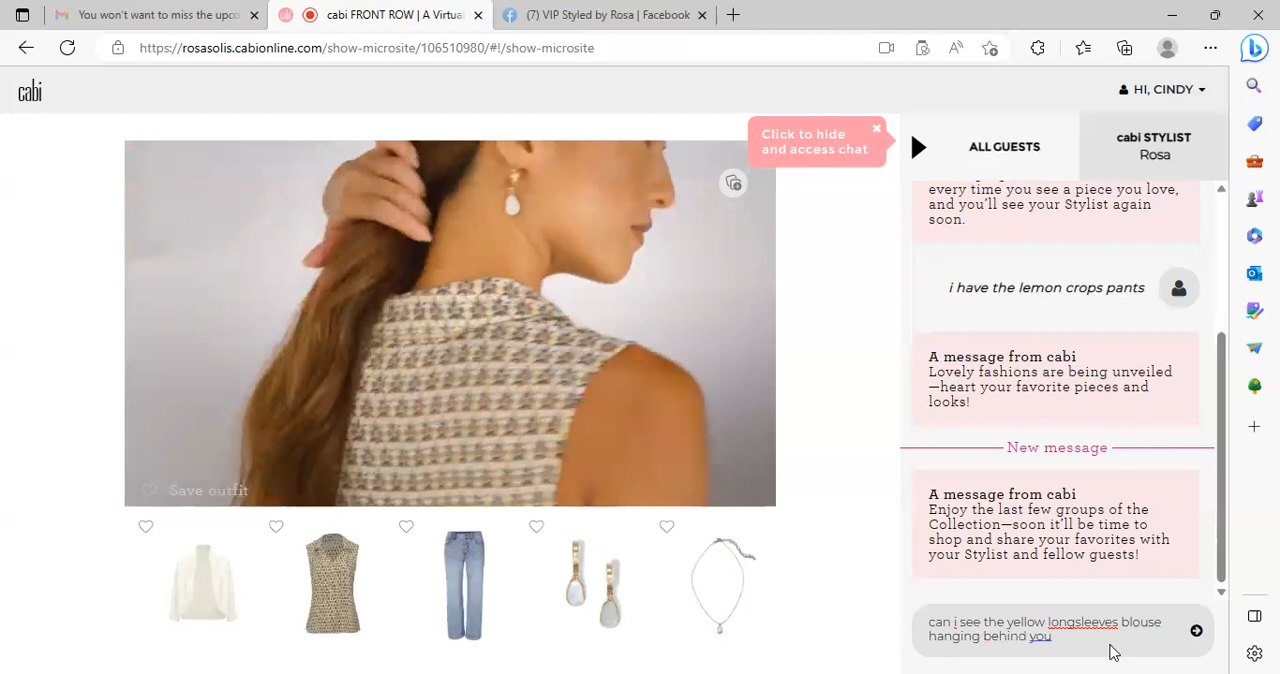 You won't want to miss the upco
cabi FRONT ROW | A Virtua
(7) VIP Styled by Rosa | Facebook
https://rosasolis.cabionline.com/show-microsite/106510980/#!/show-microsite
cabi
HI, CINDY
Click to hide
and access chat
ALL GUESTS
cabi STYLIST
Rosa
every time you see a piece you love,
and you'll see your Stylist again
soon.
i have the lemon crops pants
A message from cabi
Lovely fashions are being unveiled
—heart your favorite pieces and
looks!
New message
A message from cabi
Enjoy the last few groups of the
Collection—soon it'll be time to
shop and share your favorites with
your Stylist and fellow guests!
Save outfit
can i see the yellow longsleeves blouse
hanging behind you